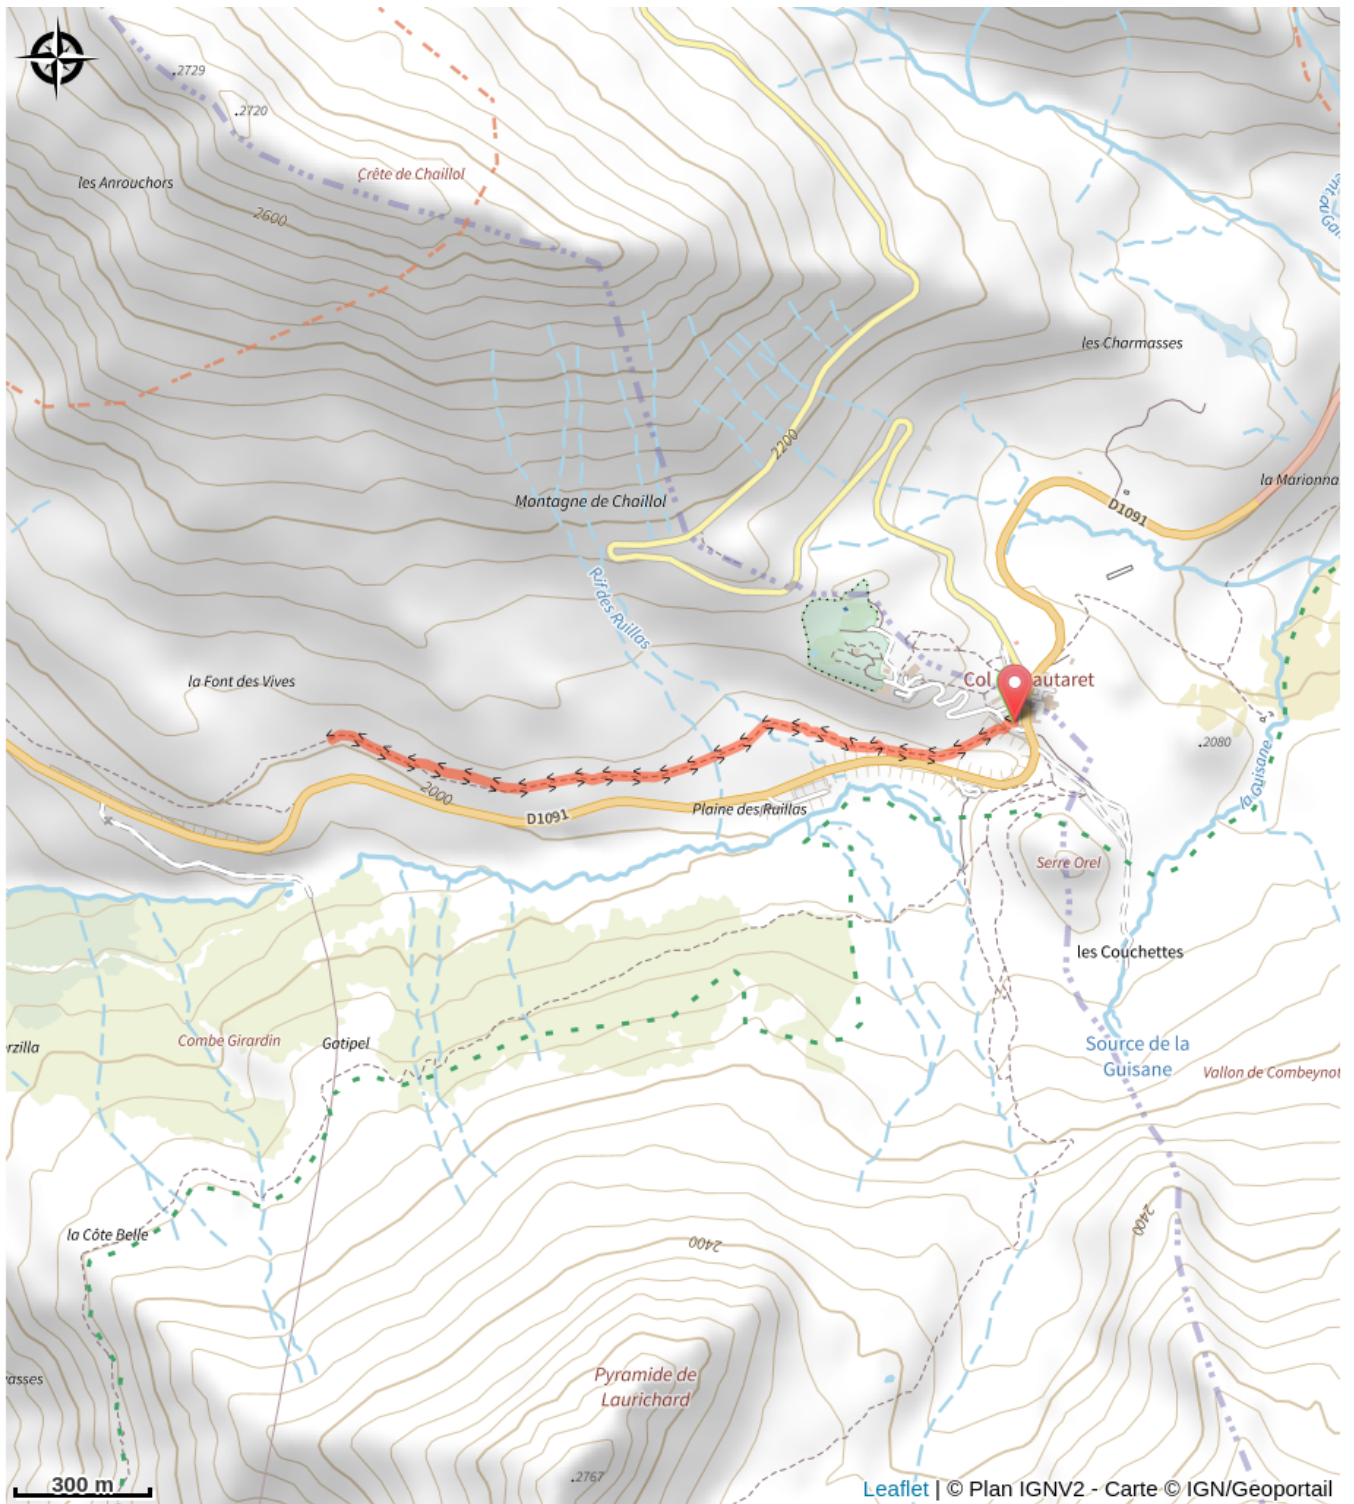 .2729
.2720
Crête de Chaillol
les Anrouchors
2600
les Charmasses
2200
la Marionna
Montagne de Chaillol
D1091
Rif des Ruillas
la Font des Vives
Col
autaret
.2080
la Guisane
2000
Plaine des Ruillas
D1091
Serre Orel
les Couchettes
Combe Girardin
Gatipel
rzilla
Source de la
Guisane
Vallon de Combeynot
la Côte Belle
2400
2400
Pyramide de
Laurichard
asses
.2767
300 m
Leaflet | © Plan IGNV2 - Carte © IGN/Geoportail